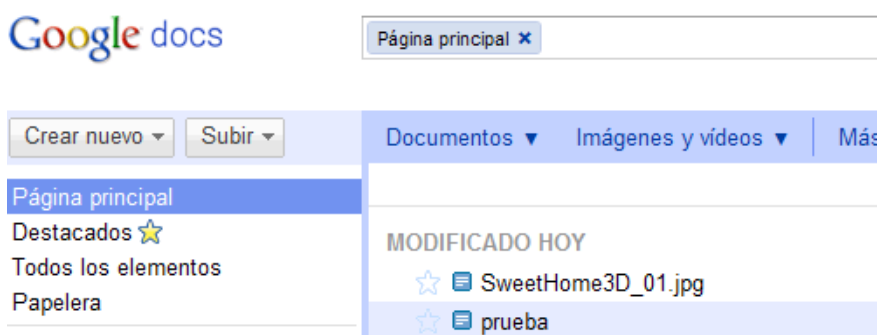 Google docs
Página principal ×
Crear nuevo ▼ Subir ▼
Documentos ▼ Imágenes y vídeos ▼ Más
Página principal
Destacados
Todos los elementos
Papelera
MODIFICADO HOY
SweetHome3D_01.jpg
prueba